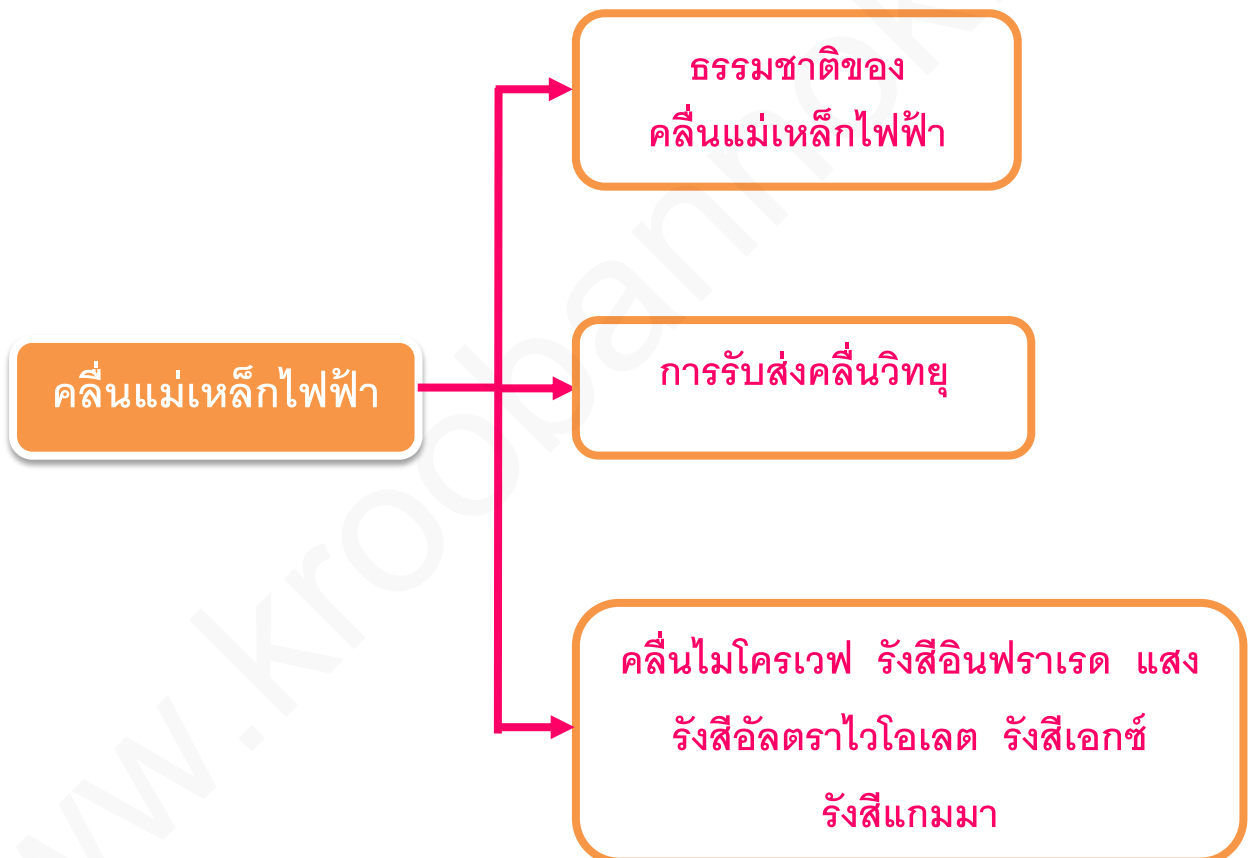 ธรรมชาติของ
คลื่นแม่เหล็กไฟฟ้า
คลื่นแม่เหล็กไฟฟ้า
การรับส่งคลื่นวิทยุ
คลื่นไมโครเวฟ รังสีอินฟราเรด แสง
รังสีอัลตราไวโอเลต รังสีเอกซ์
รังสีแกมมา